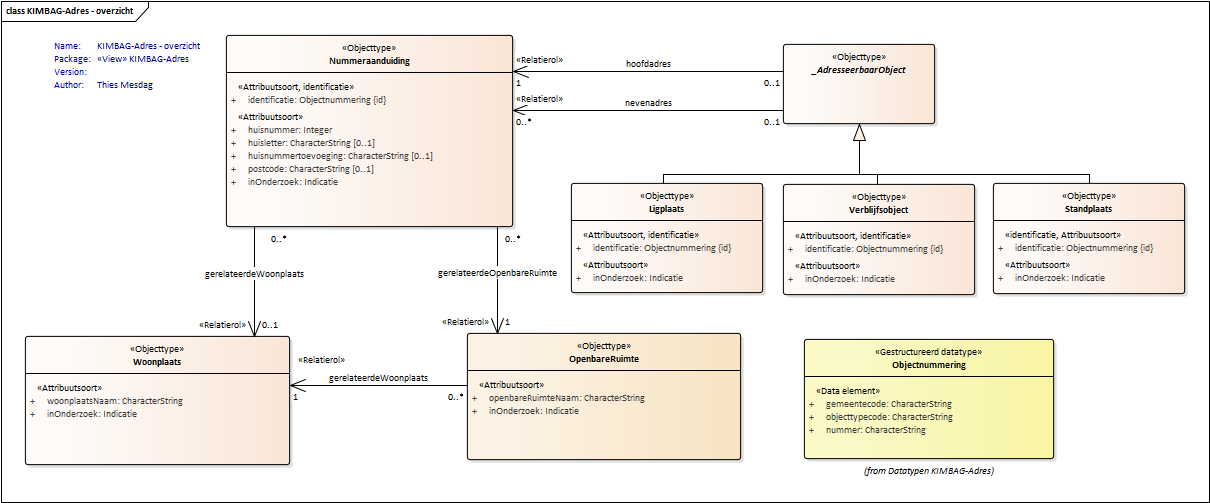 class KIMBAG-Adres - overzicht
Name: KIMBAG-Adres - overzicht
Package: «View» KIMBAG-Adres
Version:
Author: Thies Mesdag
«Objecttype»
Nummeraanduiding
«Attribuutsoort, identificatie»
+ identificatie: Objectnummering {id}
«Attribuutsoort»
+ huisnummer: Integer
+ huisletter: CharacterString [0..1]
+ huisnummertoevoeging: CharacterString [0..1]
+ postcode: CharacterString [0..1]
+ inOnderzoek: Indicatie
«Relatierol»
hoofdadres
1
0..1
«Relatierol»
nevenadres
0..*
0..1
«Objecttype»
_AdresseerbaarObject
«Objecttype»
Ligplaats
«Attribuutsoort, identificatie»
+ identificatie: Objectnummering {id}
«Attribuutsoort»
+ inOnderzoek: Indicatie
«Objecttype»
Verblijfsobject
«Attribuutsoort, identificatie»
+ identificatie: Objectnummering {id}
«Attribuutsoort»
+ inOnderzoek: Indicatie
«Objecttype»
Standplaats
«identificatie, Attribuutsoort»
+ identificatie: Objectnummering {id}
«Attribuutsoort»
+ inOnderzoek: Indicatie
0..*
gerelateerdeWoonplaats
«Relatierol»
0..1
0..*
gerelateerdeOpenbareRuimte
«Relatierol»
1
«Objecttype»
Woonplaats
«Attribuutsoort»
+ woonplaatsNaam: CharacterString
+ inOnderzoek: Indicatie
«Relatierol»
gerelateerdeWoonplaats
1
0..*
«Objecttype»
OpenbareRuimte
«Attribuutsoort»
+ openbareRuimteNaam: CharacterString
+ inOnderzoek: Indicatie
«Gestructureerd datatype»
Objectnummering
«Data element»
+ gemeentecode: CharacterString
+ objecttypecode: CharacterString
+ nummer: CharacterString
(from Datatypen KIMBAG-Adres)